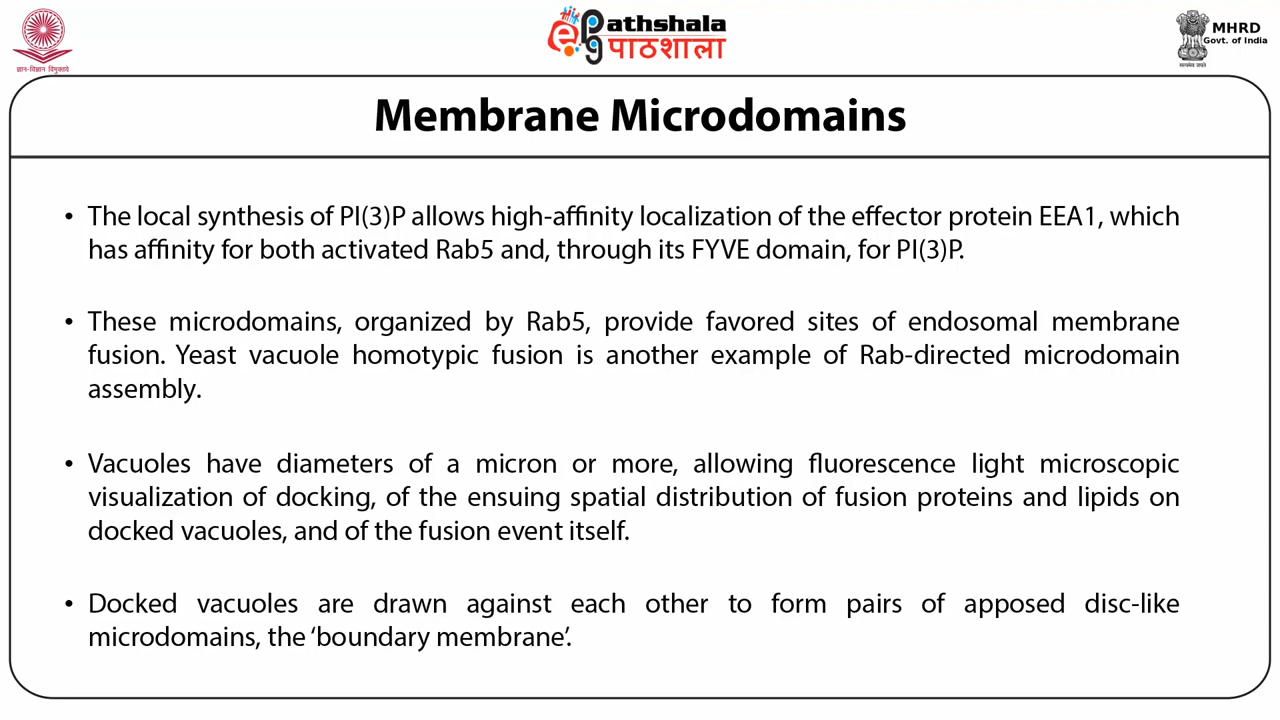 ज्ञान-विज्ञान विमुक्तये
ePGathshala
पाठशाला
सत्यमेव जयते
MHRD
Govt. of India
Membrane Microdomains
• The local synthesis of PI(3)P allows high-affinity localization of the effector protein EEA1, which
has affinity for both activated Rab5 and, through its FYVE domain, for PI(3)P.
• These microdomains, organized by Rab5, provide favored sites of endosomal membrane
fusion. Yeast vacuole homotypic fusion is another example of Rab-directed microdomain
assembly.
• Vacuoles have diameters of a micron or more, allowing fluorescence light microscopic
visualization of docking, of the ensuing spatial distribution of fusion proteins and lipids on
docked vacuoles, and of the fusion event itself.
• Docked vacuoles are drawn against each other to form pairs of apposed disc-like
microdomains, the ‘boundary membrane’.